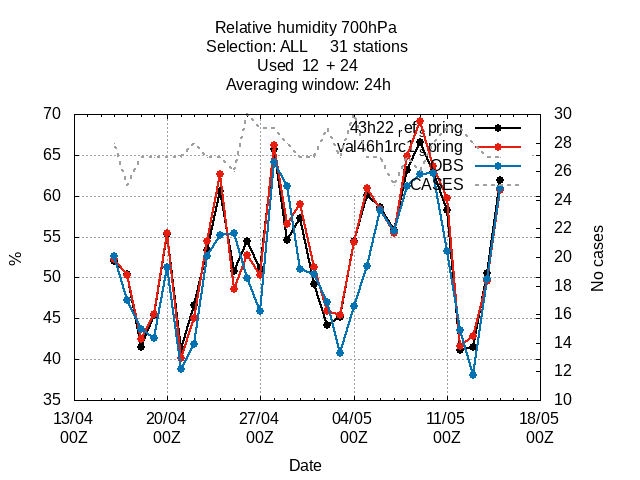 Relative humidity 700hPa
Selection: ALL 31 stations
Used 12 + 24
Averaging window: 24h
70
65
60
55
50
45
40
35
30
28
26
24
22
20
18
16
14
12
10
43h22_ref_spring
val46h1rc1_spring
OBS
CASES
%
No cases
13/04 20/04 27/04 04/05 11/05 18/05
00Z 00Z 00Z 00Z 00Z 00Z
Date